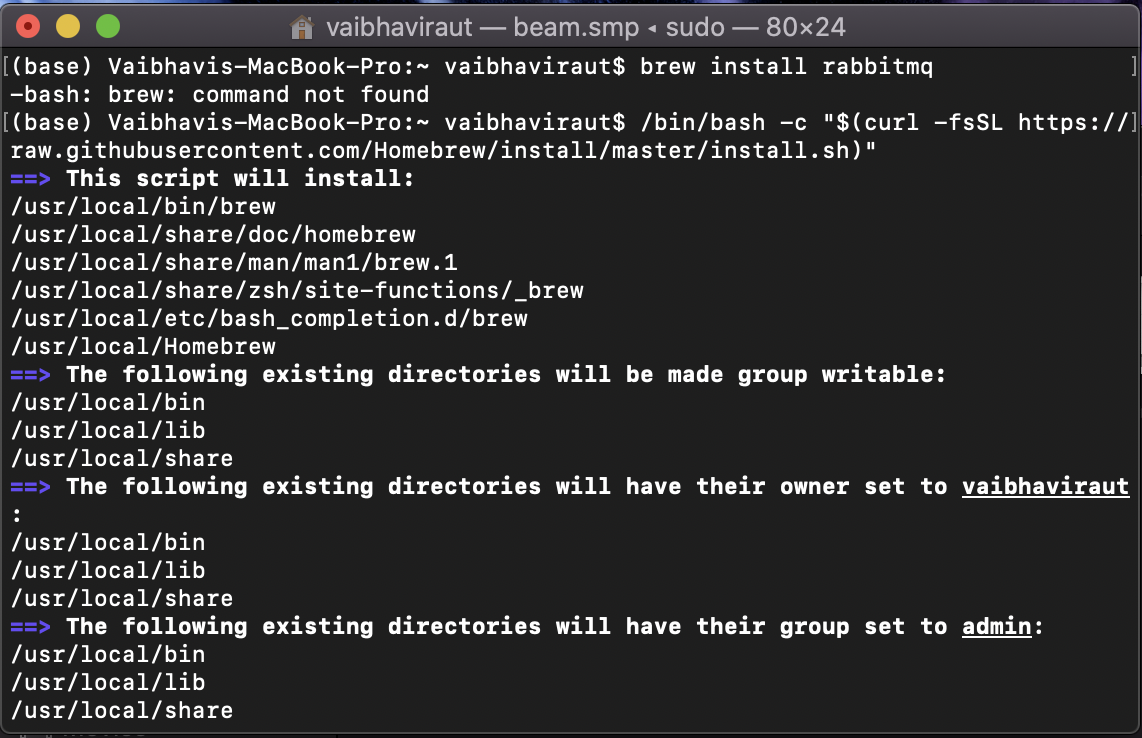 vaibhaviraut — beam.smp ◂ sudo — 80×24
[(base) Vaibhavis-MacBook-Pro:~ vaibhaviraut$ brew install rabbitmq ]
-bash: brew: command not found
[(base) Vaibhavis-MacBook-Pro:~ vaibhaviraut$ /bin/bash -c "$(curl -fsSL https://]
raw.githubusercontent.com/Homebrew/install/master/install.sh)"
==> This script will install:
/usr/local/bin/brew
/usr/local/share/doc/homebrew
/usr/local/share/man/man1/brew.1
/usr/local/share/zsh/site-functions/_brew
/usr/local/etc/bash_completion.d/brew
/usr/local/Homebrew
==> The following existing directories will be made group writable:
/usr/local/bin
/usr/local/lib
/usr/local/share
==> The following existing directories will have their owner set to vaibhaviraut
:
/usr/local/bin
/usr/local/lib
/usr/local/share
==> The following existing directories will have their group set to admin:
/usr/local/bin
/usr/local/lib
/usr/local/share